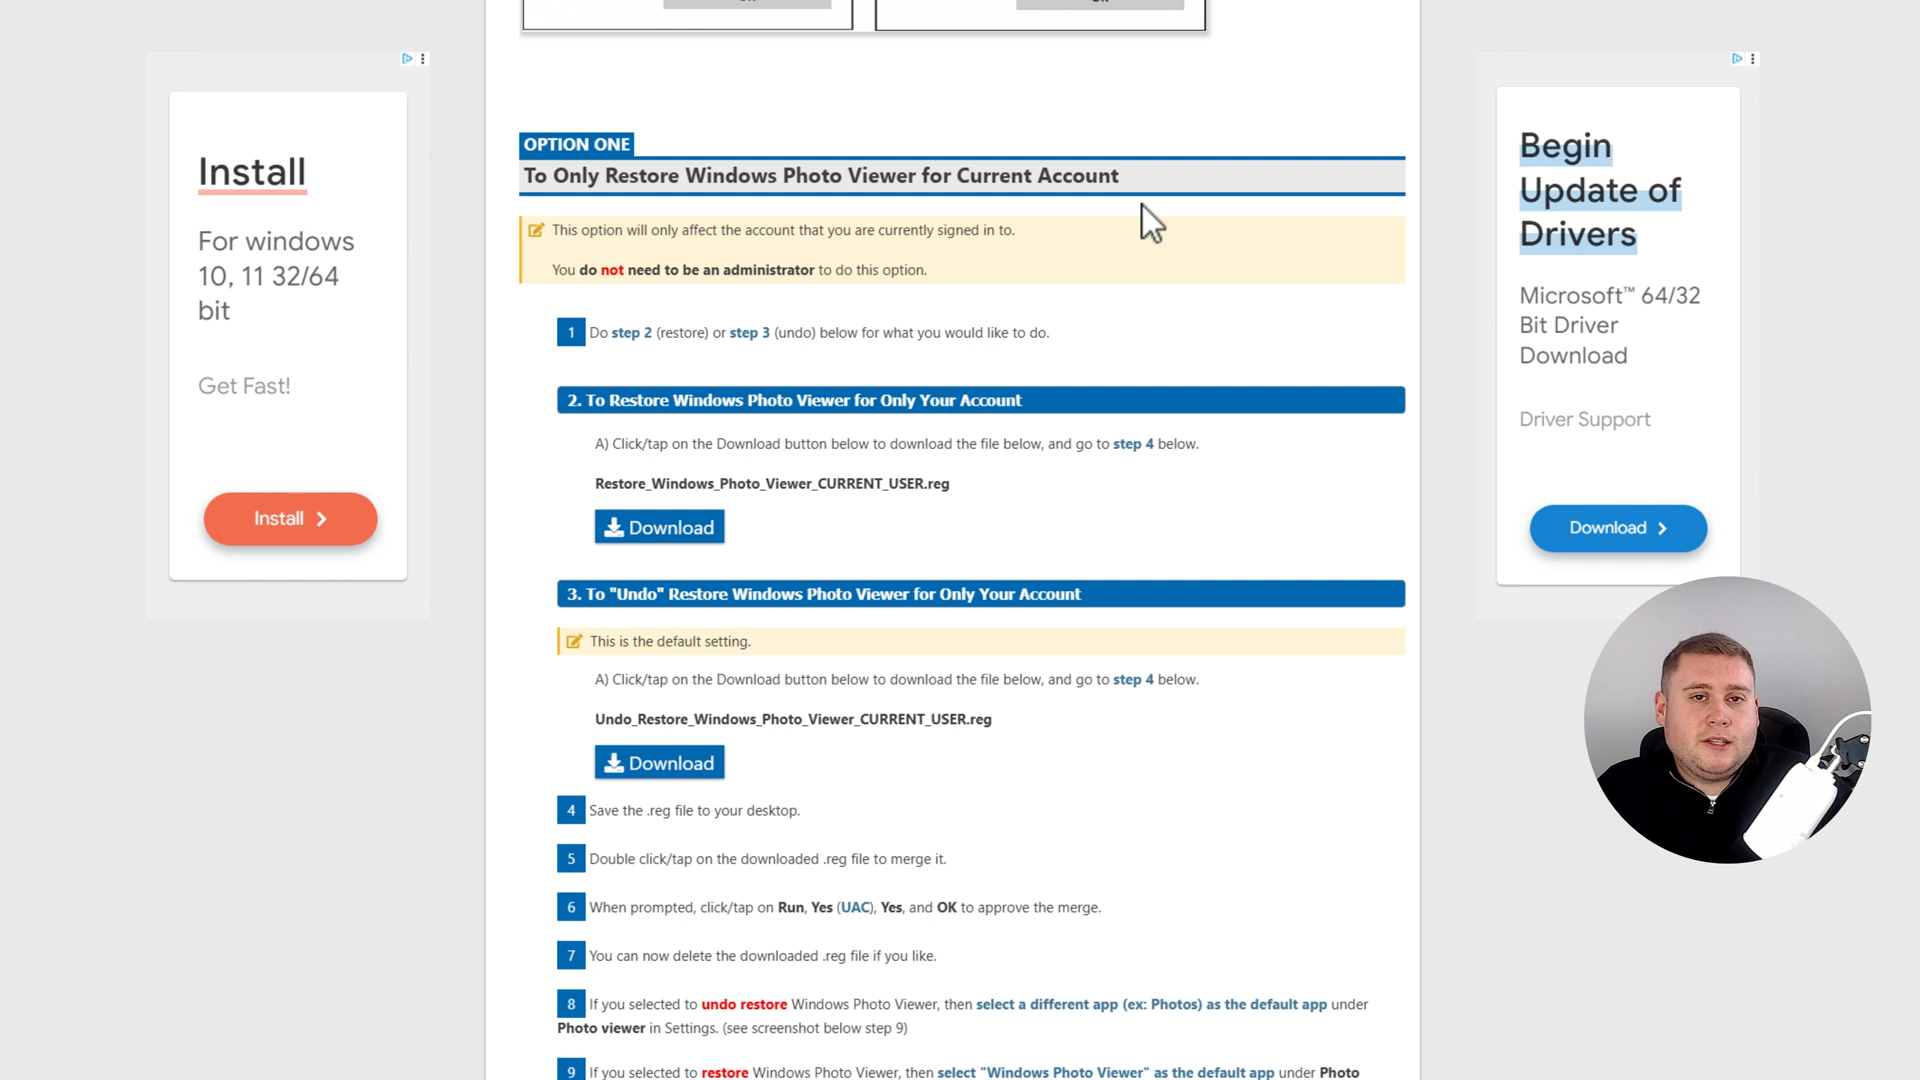 Install
For windows
10, 11 32/64
bit
Get Fast!
Install
OPTION ONE
To Only Restore Windows Photo Viewer for Current Account
This option will only affect the account that you are currently signed in to.
You do not need to be an administrator to do this option.
1 Do step 2 (restore) or step 3 (undo) below for what you would like to do.
2. To Restore Windows Photo Viewer for Only Your Account
A) Click/tap on the Download button below to download the file below, and go to step 4 below.
Restore_Windows_Photo_Viewer_CURRENT_USER.reg
Download
3. To "Undo" Restore Windows Photo Viewer for Only Your Account
This is the default setting.
A) Click/tap on the Download button below to download the file below, and go to step 4 below.
Undo_Restore_Windows_Photo_Viewer_CURRENT_USER.reg
Download
4 Save the .reg file to your desktop.
5 Double click/tap on the downloaded .reg file to merge it.
6 When prompted, click/tap on Run, Yes (UAC), Yes, and OK to approve the merge.
7 You can now delete the downloaded .reg file if you like.
8 If you selected to undo restore Windows Photo Viewer, then select a different app (ex: Photos) as the default app under
Photo viewer in Settings. (see screenshot below step 9)
9 If you selected to restore Windows Photo Viewer, then select "Windows Photo Viewer" as the default app under Photo
Begin
Update of
Drivers
Microsoft™ 64/32
Bit Driver
Download
Driver Support
Download